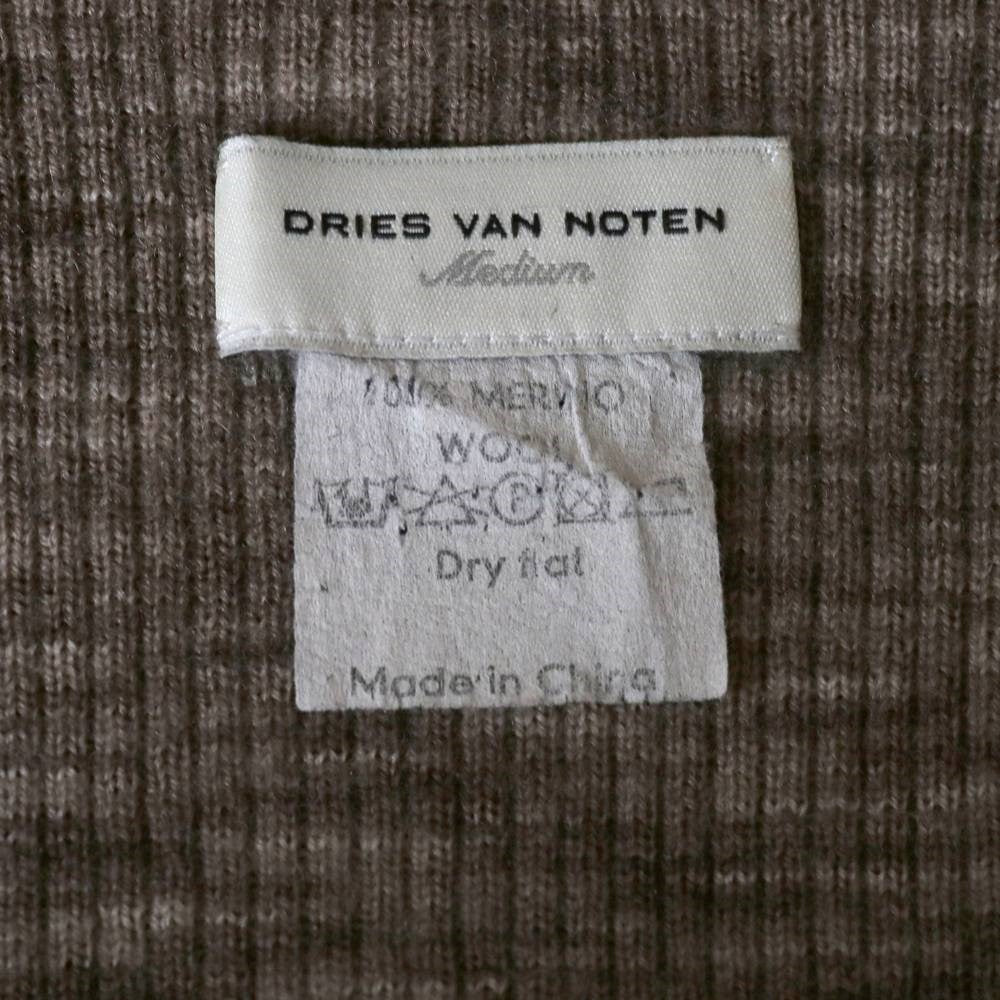 DRIES VAN NOTEN
Medium
100% MERINO
WOOL
P
Dry flat
Made in China